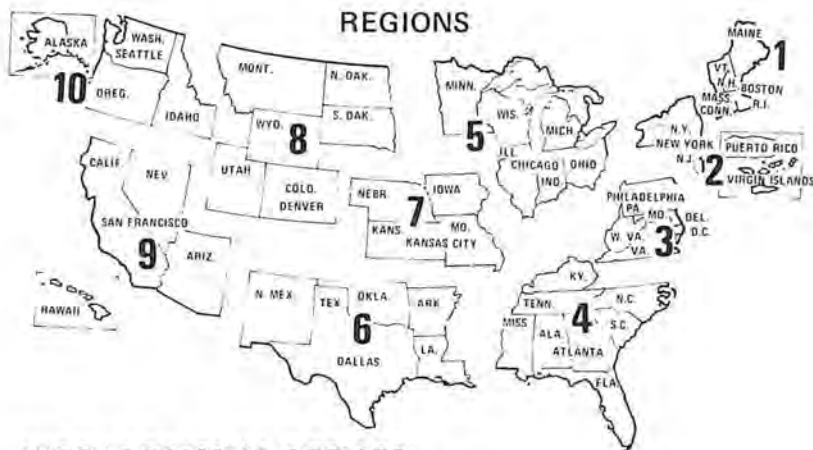 REGIONS
ALASKA
WASH.
SEATTLE
10
OREG.
IDAHO
MONT.
N. OAK.
S. DAK.
WYO.
8
UTAH
COLO.
DENVER
CALIF.
NEV.
SAN FRANCISCO
9
ARIZ.
HAWAII
MINN.
WIS.
MICH
5
ILL.
CHICAGO
IND.
OHIO
NEBR.
IOWA
7
KANS.
MO.
KANSAS CITY
N. MEX.
TEX
OKLA.
ARK
6
DALLAS
LA.
MAINE
1
VT.
N.H.
BOSTON
MASS
R.I.
CONN.
N.Y.
NEW YORK
N.J.
2
PUERTO RICO
VIRGIN ISLANDS
PHILADELPHIA
PA.
MO.
DEL.
D.C.
W. VA.
VA.
3
KY.
TENN.
N.C.
4
MISS
ALA.
S.C.
ATLANTA
FLA.